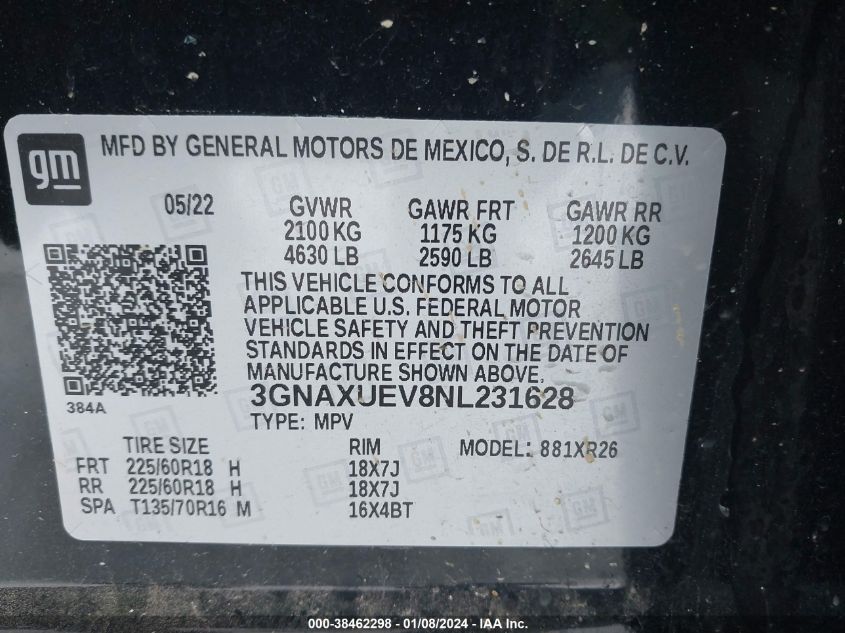 gm
MFD BY GENERAL MOTORS DE MEXICO, S. DE R.L. DE C.V.
05/22 GVWR GAWR FRT GAWR RR
2100 KG 1175 KG 1200 KG
4630 LB 2590 LB 2645 LB
THIS VEHICLE CONFORMS TO ALL
APPLICABLE U.S. FEDERAL MOTOR
VEHICLE SAFETY AND THEFT PREVENTION
STANDARDS IN EFFECT ON THE DATE OF
MANUFACTURE SHOWN ABOVE.
384A
3GNAXUEV8NL231628
TYPE: MPV
TIRE SIZE RIM MODEL: 881XR26
FRT 225/60R18 H 18X7J
RR 225/60R18 H 18X7J
SPA T135/70R16 M 16X4BT
000-38462298 - 01/08/2024 - IAA Inc.